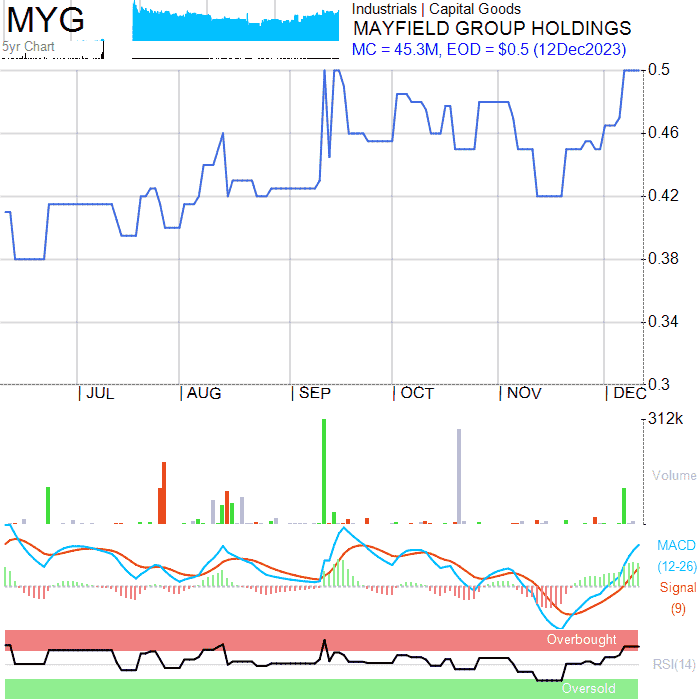 MYG
5yr Chart
Industrials | Capital Goods
MAYFIELD GROUP HOLDINGS
MC = 45.3M, EOD = $0.5 (12Dec2023)
0.5
0.46
0.42
0.38
0.34
0.3
| JUL | AUG | SEP | OCT | NOV | DEC
312k
Volume
MACD
(12-26)
Signal
(9)
Overbought
RSI(14)
Oversold